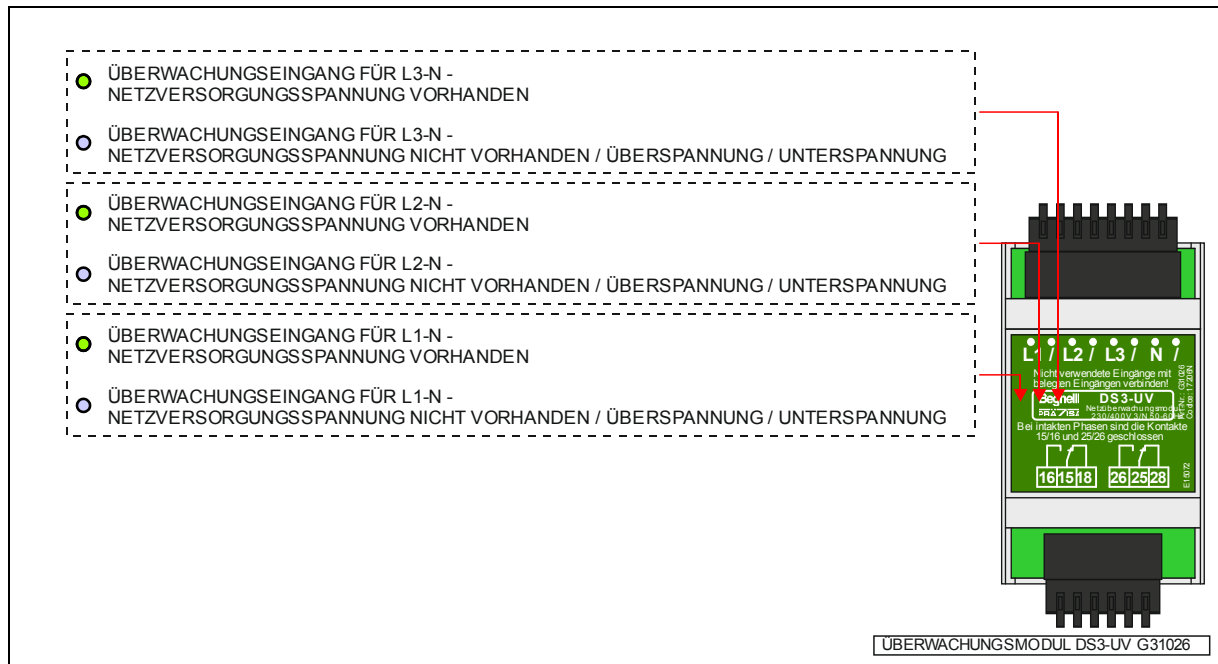 ÜBERWACHUNGSEINGANG FÜR L3-N -
NETZVERSORGUNGSSPANNUNG VORHANDEN
ÜBERWACHUNGSEINGANG FÜR L3-N -
NETZVERSORGUNGSSPANNUNG NICHT VORHANDEN / ÜBERSPANNUNG / UNTERSPANNUNG
ÜBERWACHUNGSEINGANG FÜR L2-N -
NETZVERSORGUNGSSPANNUNG VORHANDEN
ÜBERWACHUNGSEINGANG FÜR L2-N -
NETZVERSORGUNGSSPANNUNG NICHT VORHANDEN / ÜBERSPANNUNG / UNTERSPANNUNG
ÜBERWACHUNGSEINGANG FÜR L1-N -
NETZVERSORGUNGSSPANNUNG VORHANDEN
ÜBERWACHUNGSEINGANG FÜR L1-N -
NETZVERSORGUNGSSPANNUNG NICHT VORHANDEN / ÜBERSPANNUNG / UNTERSPANNUNG
L1 / L2 / L3 / N /
Nicht verwendete Eingänge mit
belegten Eingängen verbinden!
DS3-UV
Netzüberwachungsmodul
230/400V 3/N 50-60Hz
Art.Nr.: G31026
Bei intakten Phasen sind die Kontakte
15/16 und 25/26 geschlossen
16 15 18 26 25 28
E15072
ÜBERWACHUNGSMODUL DS3-UV G31026